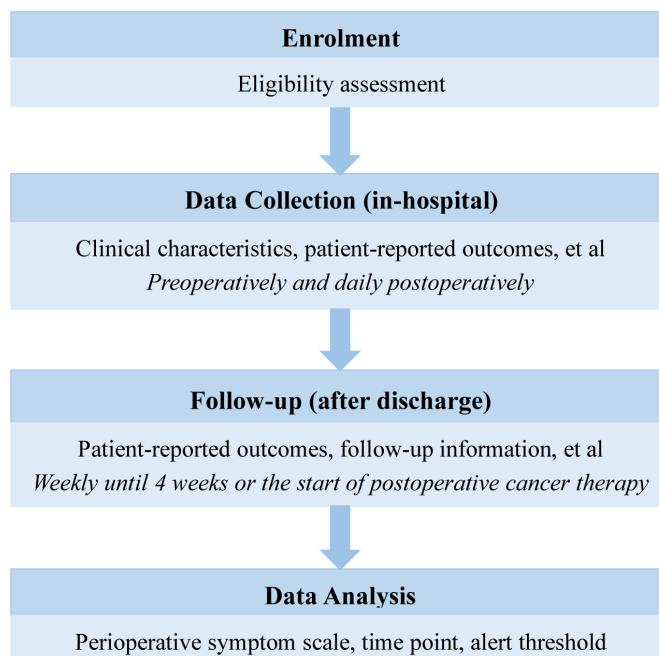 Enrolment
Eligibility assessment
Data Collection (in-hospital)
Clinical characteristics, patient-reported outcomes, et al
Preoperatively and daily postoperatively
Follow-up (after discharge)
Patient-reported outcomes, follow-up information, et al
Weekly until 4 weeks or the start of postoperative cancer therapy
Data Analysis
Perioperative symptom scale, time point, alert threshold